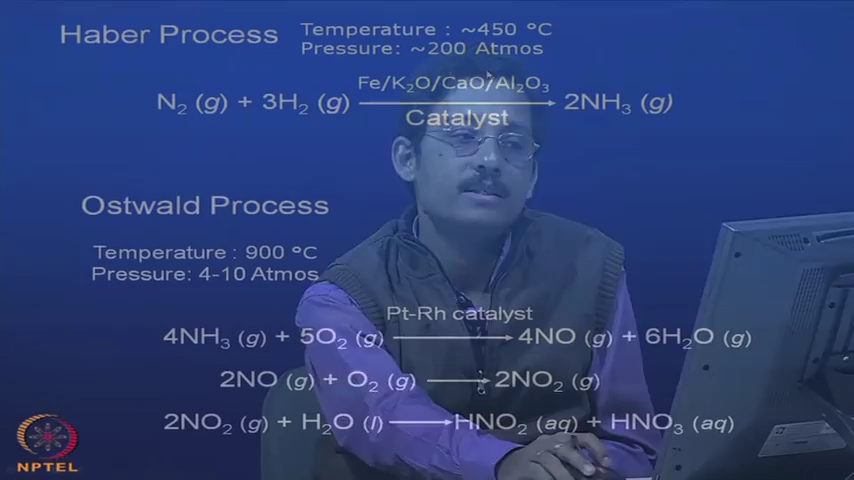 Haber Process
Temperature : ~450 °C
Pressure: ~200 Atmos
Fe/K₂O/CaO/Al₂O₃
N₂ (g) + 3H₂ (g) ⟶ 2NH₃ (g)
Catalyst
Ostwald Process
Temperature : 900 °C
Pressure: 4-10 Atmos
Pt-Rh catalyst
4NH₃ (g) + 5O₂ (g) ⟶ 4NO (g) + 6H₂O (g)
2NO (g) + O₂ (g) ⟶ 2NO₂ (g)
2NO₂ (g) + H₂O (l) ⟶ HNO₂ (aq) + HNO₃ (aq)
NPTEL